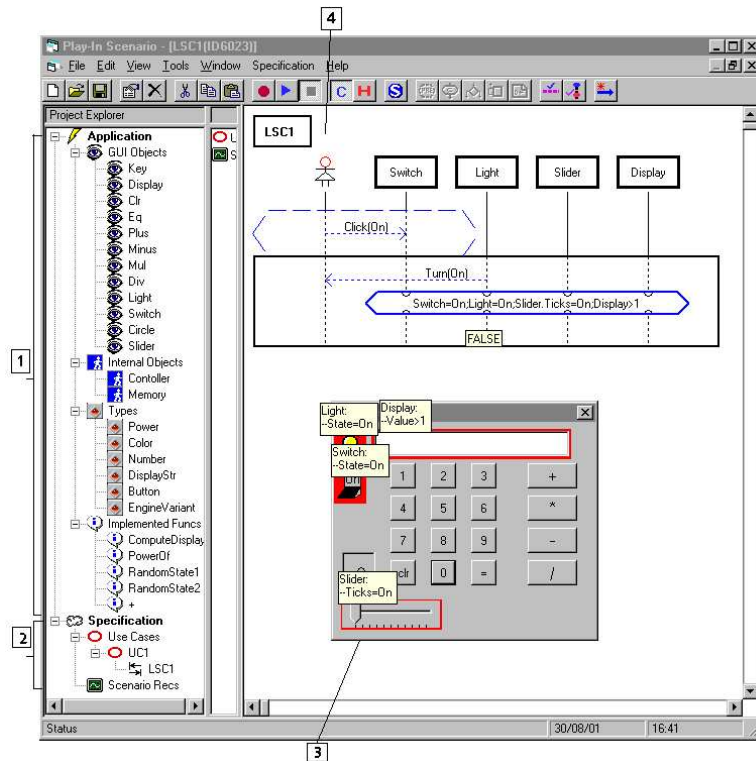 4
Play-In Scenario - [LSC1(ID6023)]
File Edit View Tools Window Specification Help
C H S
Project Explorer
Application
GUI Objects
Key
Display
Clr
Eq
Plus
Minus
Mul
Div
Light
Switch
Circle
Slider
Internal Objects
Contoller
Memory
Types
Power
Color
Number
DisplayStr
Button
EngineVariant
Implemented Funcs
ComputeDisplay
PowerOf
RandomState1
RandomState2
+
Specification
Use Cases
UC1
LSC1
Scenario Recs
1
2
U
S
LSC1
Switch Light Slider Display
Click(On)
Turn(On)
Switch=On;Light=On;Slider.Ticks=On;Display>1
FALSE
Light:
--State=On
Display:
--Value>1
Switch:
--State=On
On
1 2 3 +
4 5 6 *
7 8 9 -
clr 0 = /
Slider:
--Ticks=On
Status 30/08/01 16:41
3